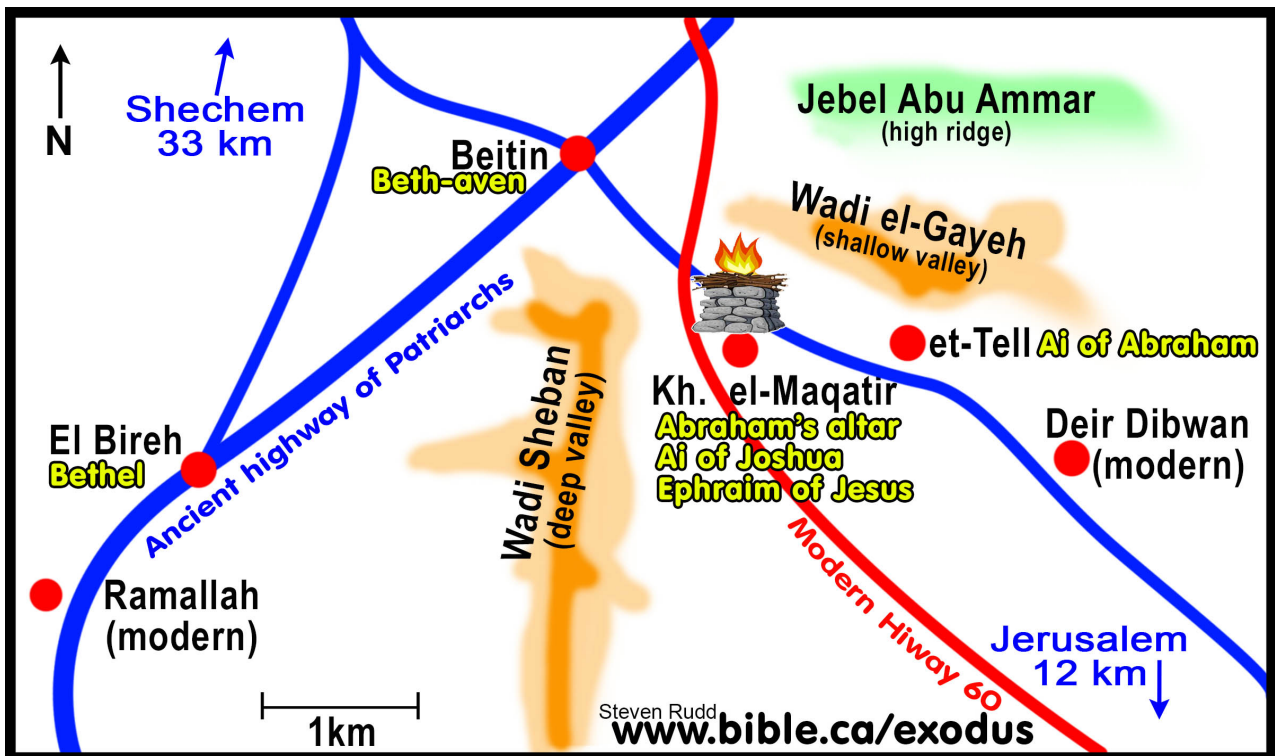 N
Shechem
33 km
Jebel Abu Ammar
(high ridge)
Beitin
Beth-aven
Wadi el-Gayeh
(shallow valley)
Ancient highway of Patriarchs
Wadi Sheban
(deep valley)
et-Tell Ai of Abraham
Kh. el-Maqatir
Abraham's altar
Ai of Joshua
Ephraim of Jesus
El Bireh
Bethel
Deir Dibwan
(modern)
Modern Hiway 60
Ramallah
(modern)
Jerusalem
12 km
1km
Steven Rudd
www.bible.ca/exodus